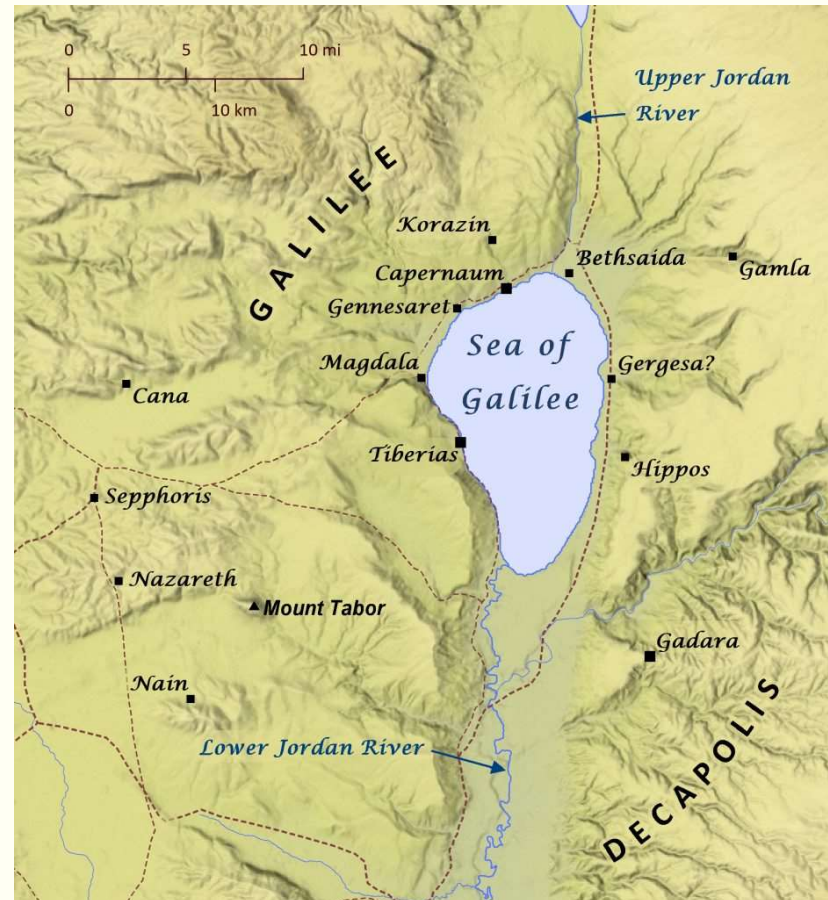 0 5 10 mi
0 10 km
Upper Jordan
River
GALILEE
Korazin
Bethsaida
Capernaum
Gamla
Gennesaret
Sea of
Galilee
Magdala
Gergesa?
Cana
Tiberias
Hippos
Sepphoris
Nazareth
Mount Tabor
Gadara
Nain
Lower Jordan River
DECAPOLIS